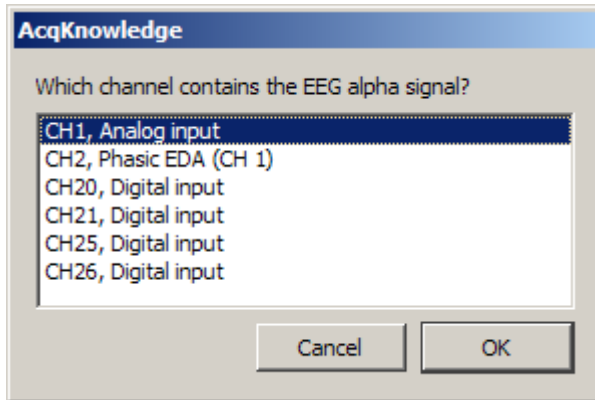 AcqKnowledge
Which channel contains the EEG alpha signal?
CH1, Analog input
CH2, Phasic EDA (CH 1)
CH20, Digital input
CH21, Digital input
CH25, Digital input
CH26, Digital input
Cancel OK